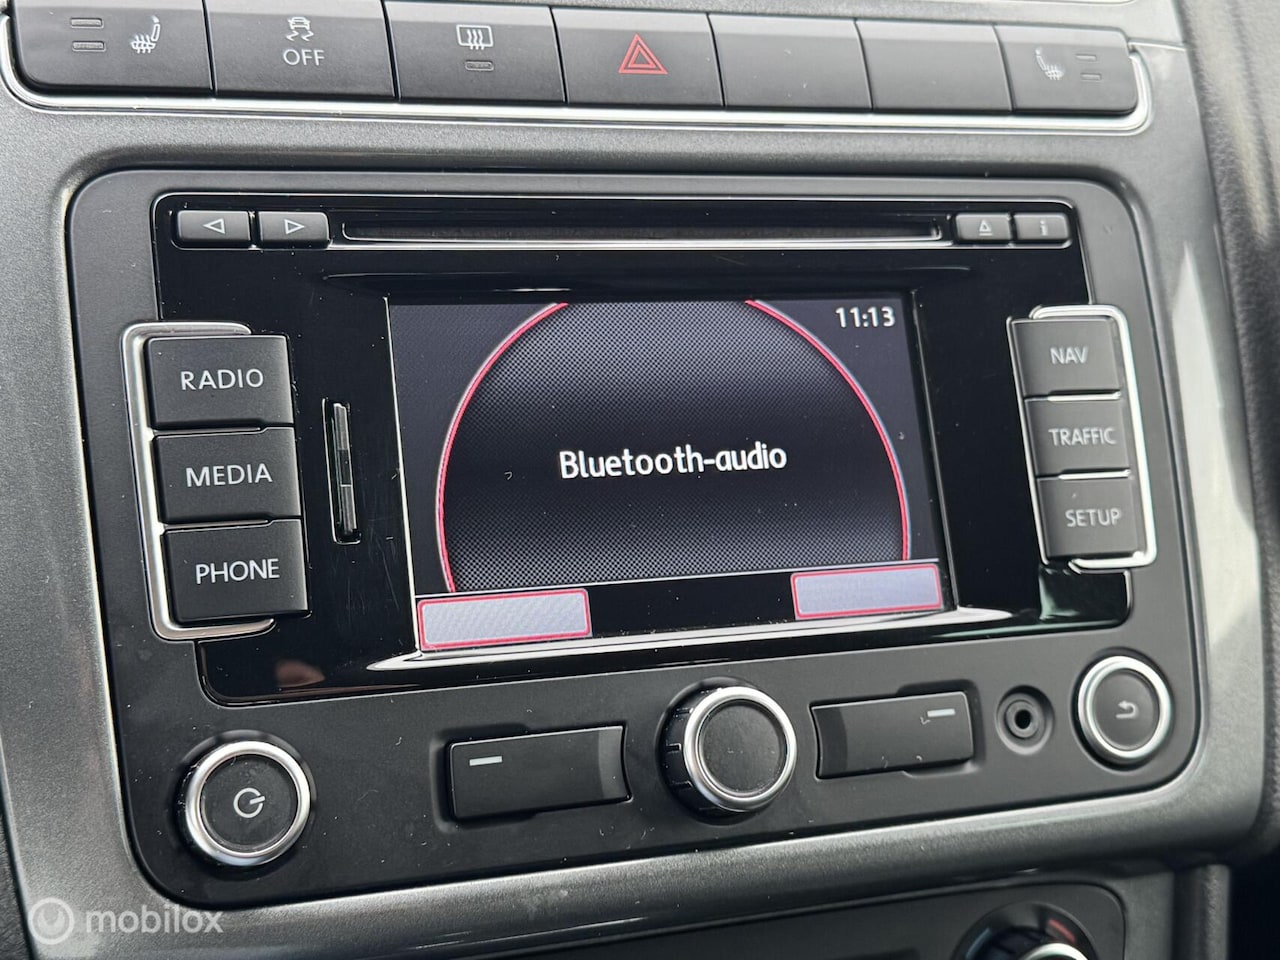 OFF
i
11:13
RADIO
MEDIA
PHONE
Bluetooth-audio
NAV
TRAFFIC
SETUP
mobilox